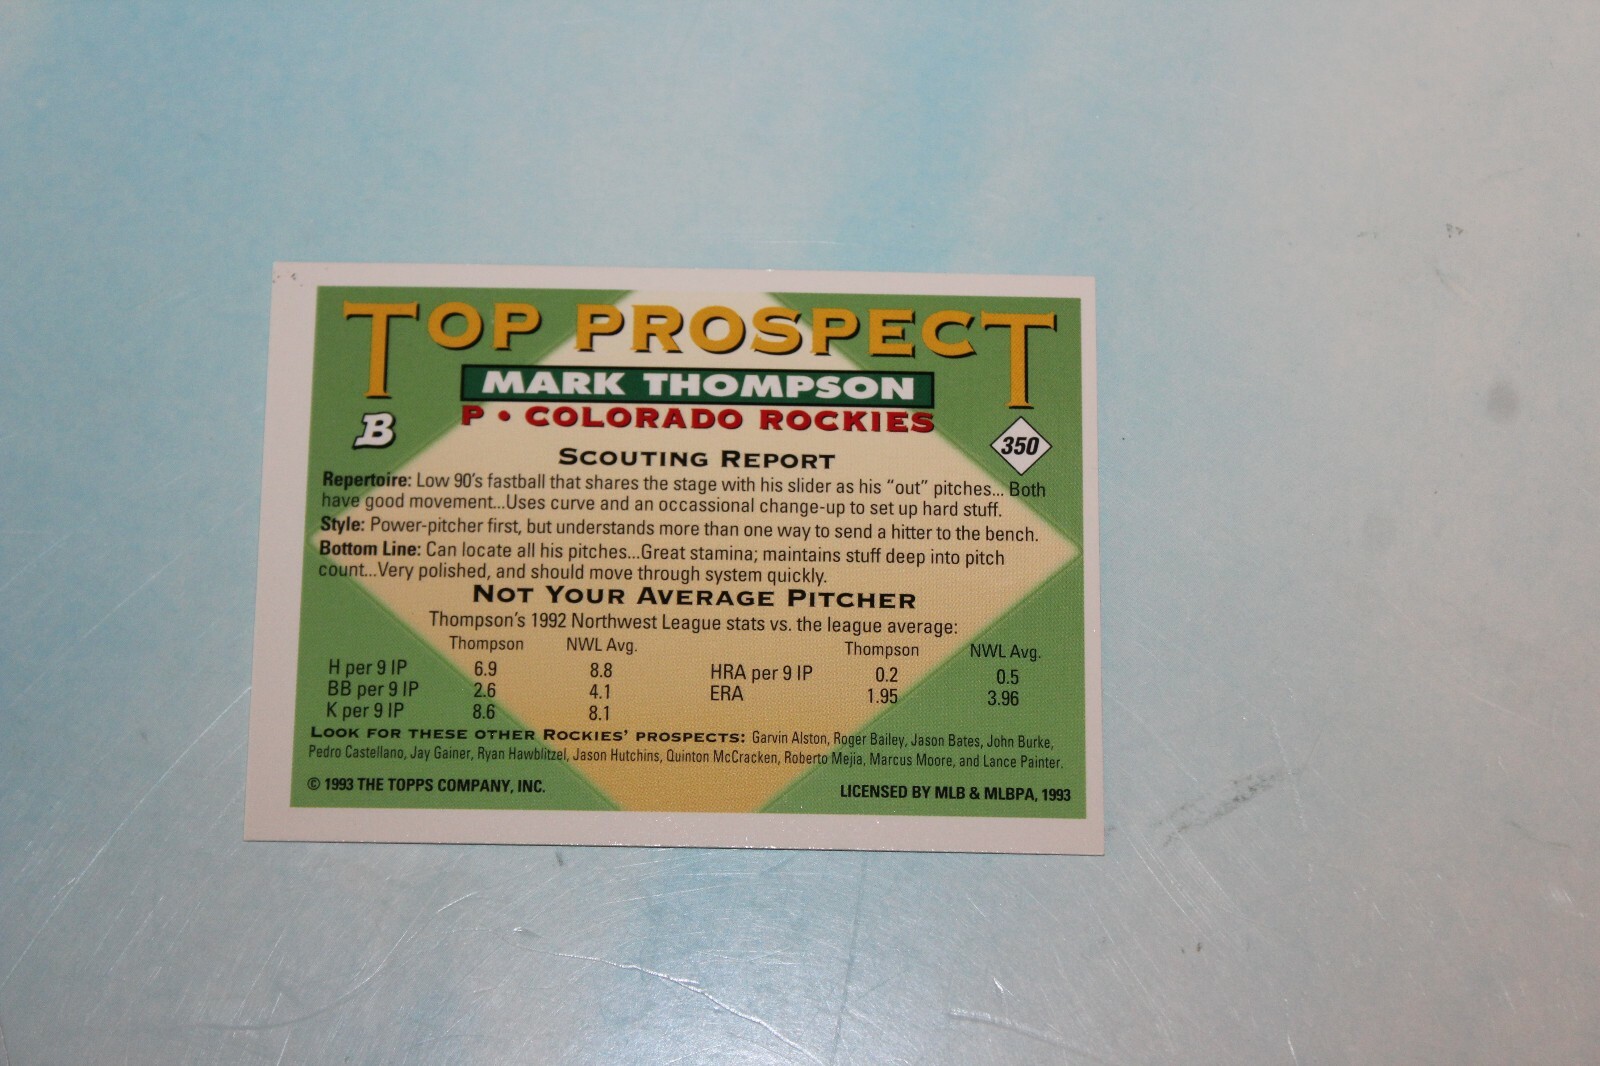 TOP PROSPECT
MARK THOMPSON
P • COLORADO ROCKIES
B
350
SCOUTING REPORT
Repertoire: Low 90's fastball that shares the stage with his slider as his "out" pitches... Both
have good movement...Uses curve and an occassional change-up to set up hard stuff.
Style: Power-pitcher first, but understands more than one way to send a hitter to the bench.
Bottom Line: Can locate all his pitches...Great stamina; maintains stuff deep into pitch
count...Very polished, and should move through system quickly.
NOT YOUR AVERAGE PITCHER
Thompson's 1992 Northwest League stats vs. the league average:
Thompson NWL Avg. Thompson NWL Avg.
H per 9 IP 6.9 8.8 HRA per 9 IP 0.2 0.5
BB per 9 IP 2.6 4.1 ERA 1.95 3.96
K per 9 IP 8.6 8.1
LOOK FOR THESE OTHER ROCKIES' PROSPECTS: Garvin Alston, Roger Bailey, Jason Bates, John Burke,
Pedro Castellano, Jay Gainer, Ryan Hawblitzel, Jason Hutchins, Quinton McCracken, Roberto Mejia, Marcus Moore, and Lance Painter.
© 1993 THE TOPPS COMPANY, INC. LICENSED BY MLB & MLBPA, 1993